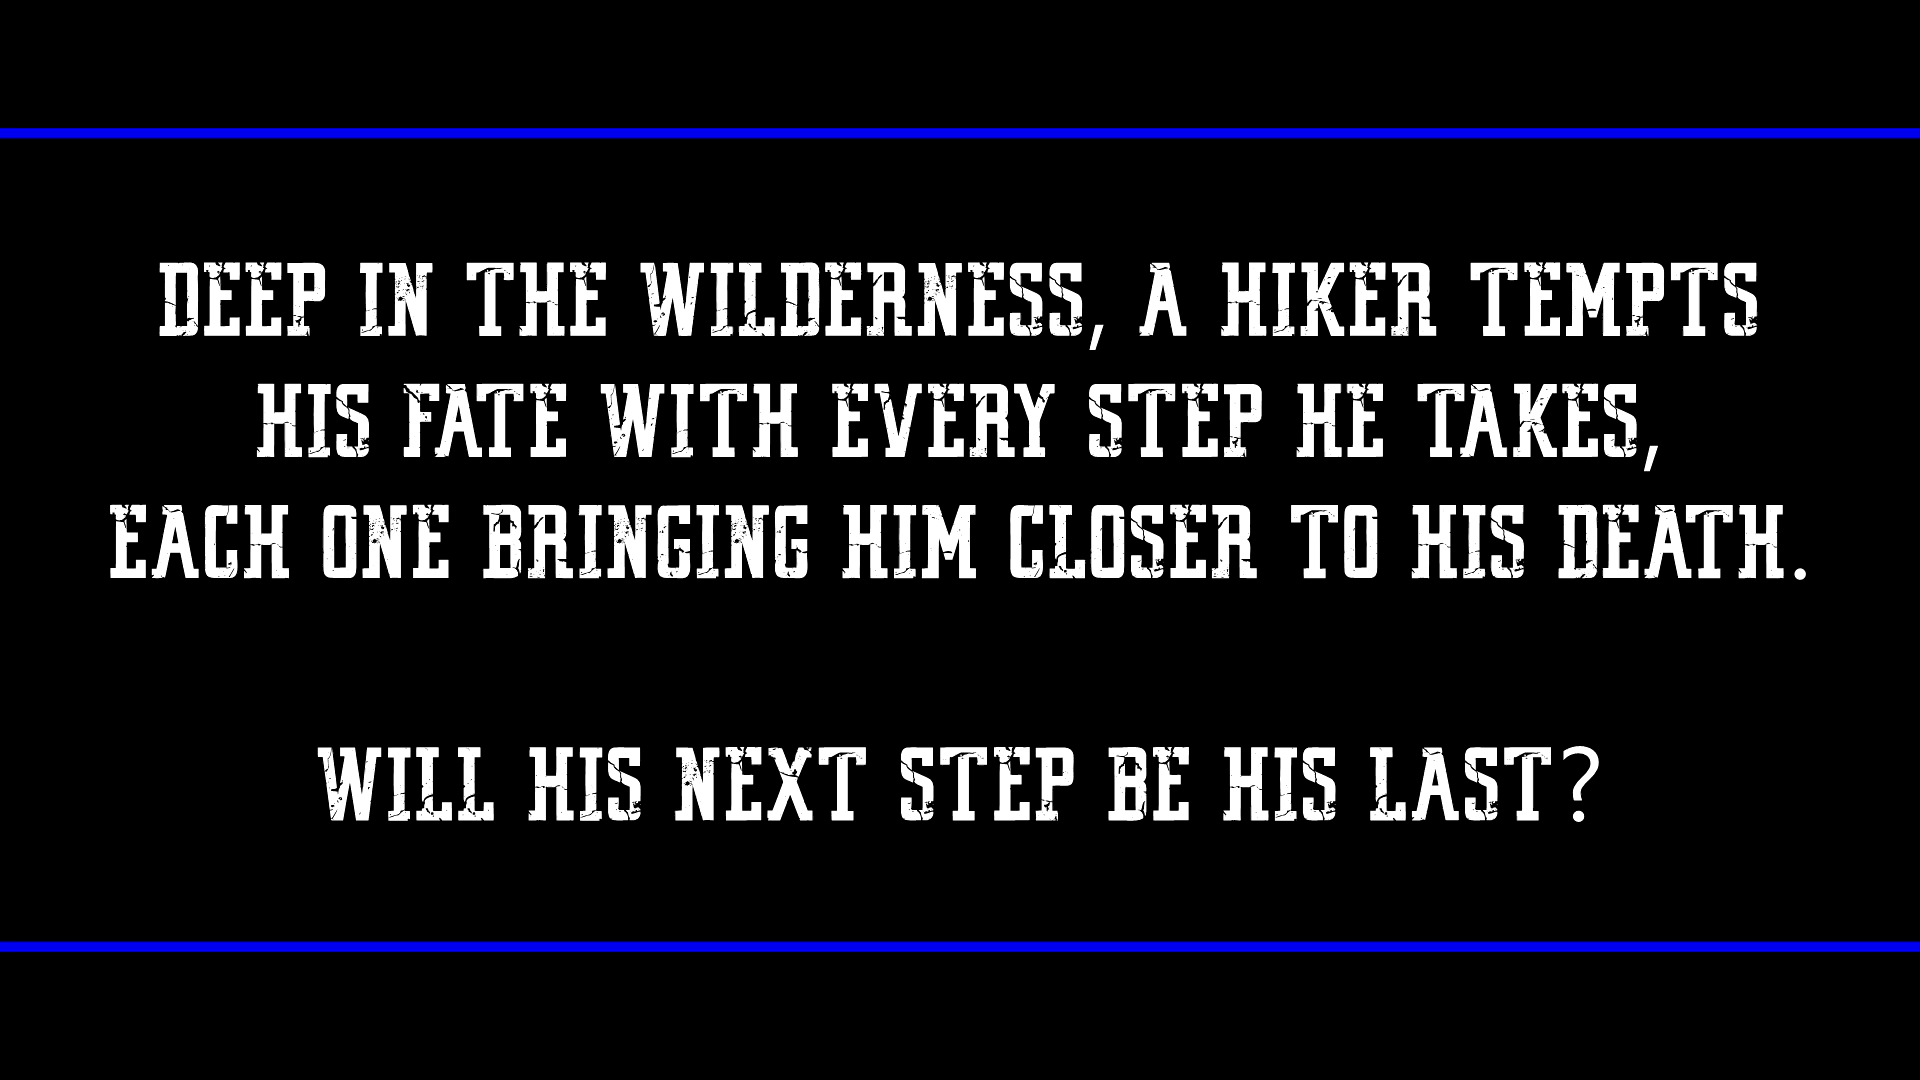 DEEP IN THE WILDERNESS, A HIKER TEMPTS
HIS FATE WITH EVERY STEP HE TAKES,
EACH ONE BRINGING HIM CLOSER TO HIS DEATH.
WILL HIS NEXT STEP BE HIS LAST?